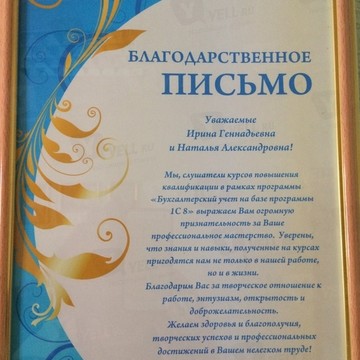 БЛАГОДАРСТВЕННОЕ
ПИСЬМО
Уважаемые
Ирина Геннадьевна
и Наталья Александровна!
Мы, слушатели курсов повышения
квалификации в рамках программы
«Бухгалтерский учет на базе программы
1С 8» выражаем Вам огромную
признательность за Ваше
профессиональное мастерство. Уверены,
что знания и навыки, полученные на курсах
пригодятся нам не только в нашей работе,
но и в жизни.
Благодарим Вас за творческое отношение к
работе, энтузиазм, открытость и
доброжелательность.
Желаем здоровья и благополучия,
творческих успехов и профессиональных
достижений в Вашем нелегком труде!